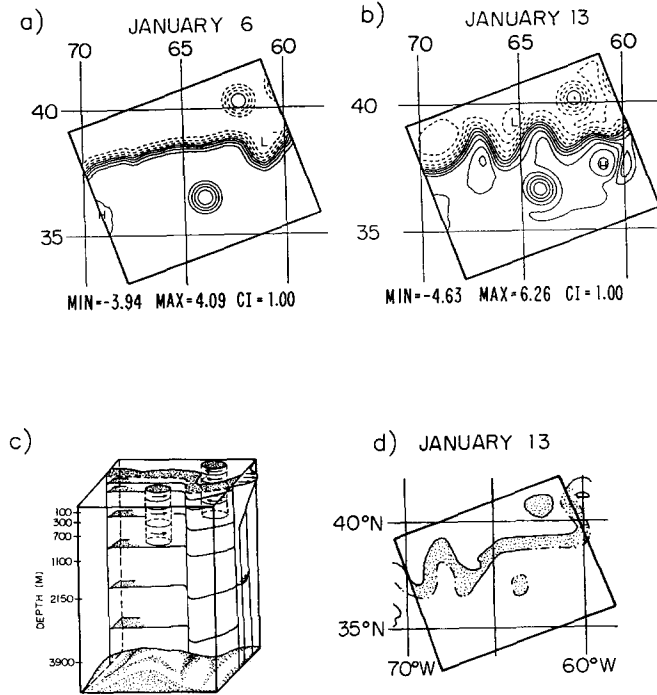 a) JANUARY 6
70 65 60
40
35
L
H
MIN=-3.94 MAX=4.09 CI=1.00
b) JANUARY 13
70 65 60
40
35
L
H
MIN=-4.63 MAX=6.26 CI=1.00
c)
100
300
700
1100
2150
3900
DEPTH (M)
d) JANUARY 13
40°N
35°N
70°W 60°W